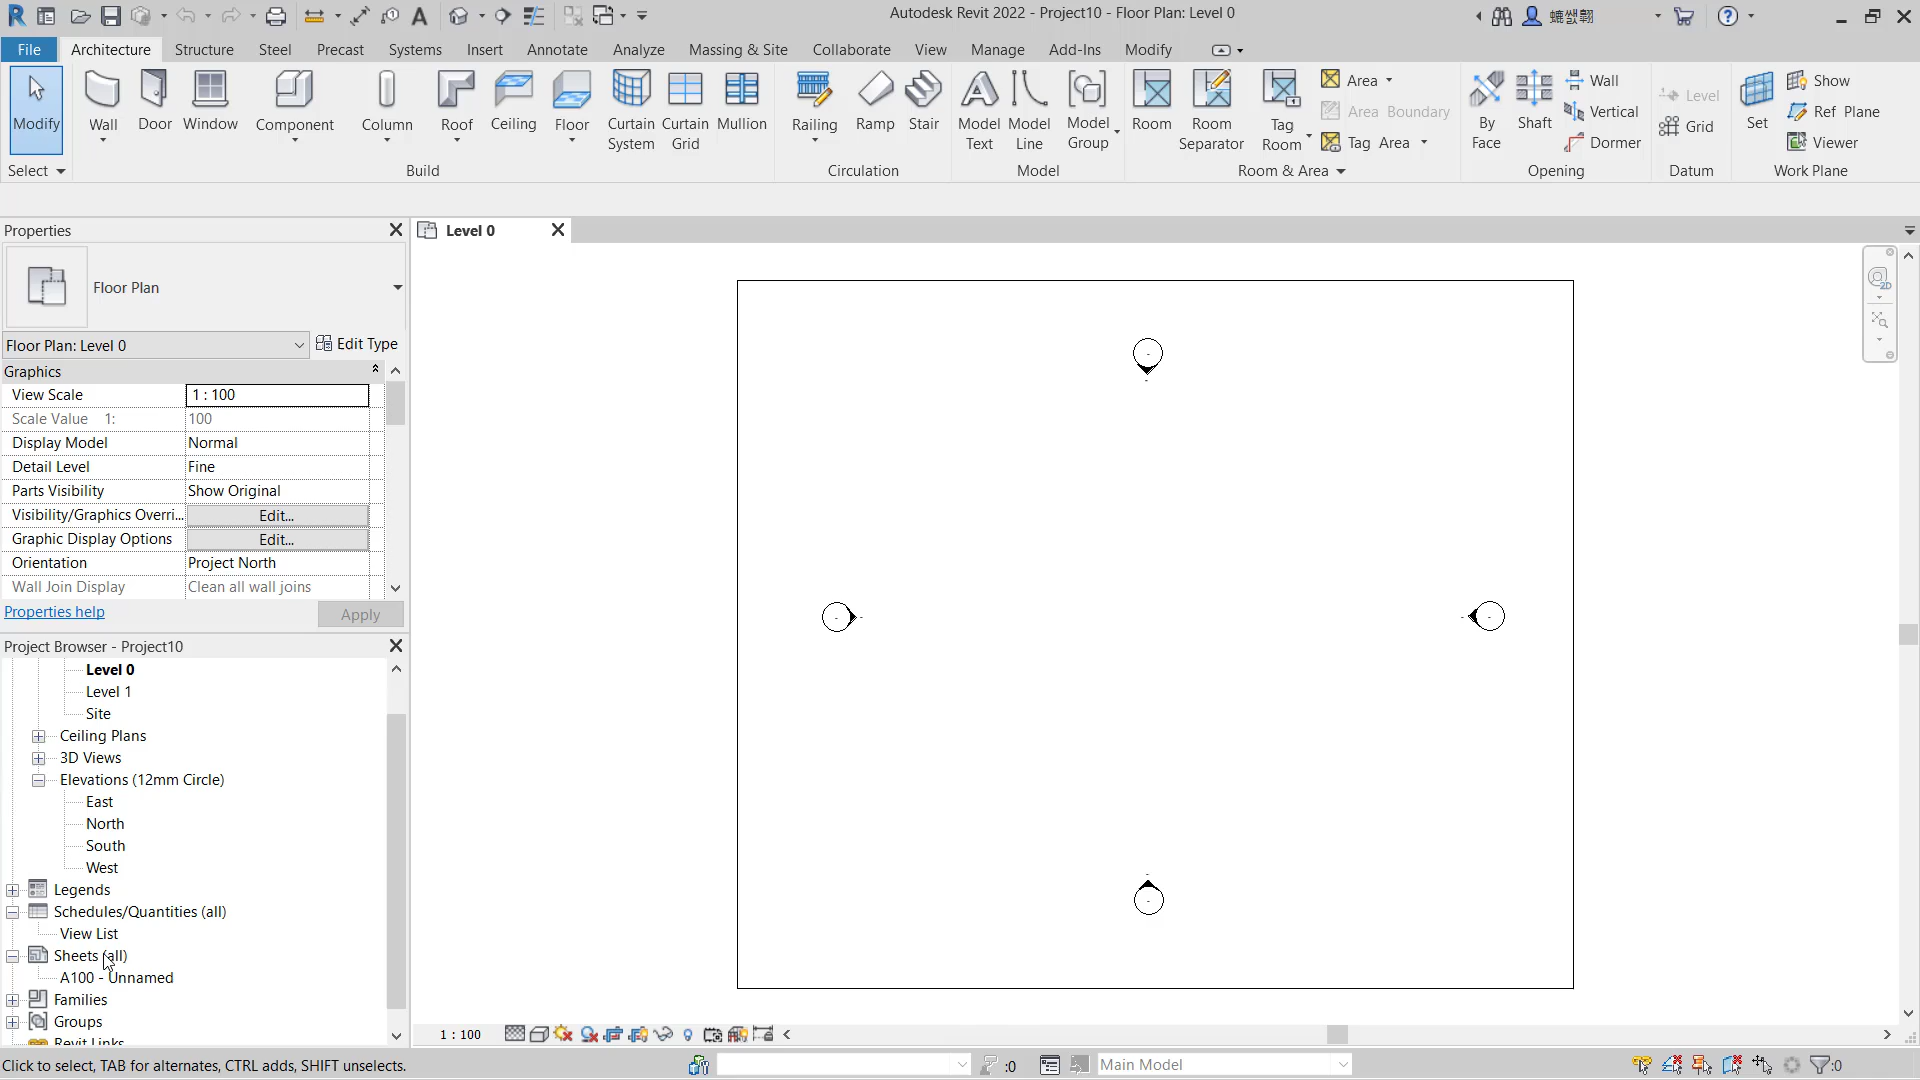 Autodesk Revit 2022 - Project10 - Floor Plan: Level 0
File Architecture Structure Steel Precast Systems Insert Annotate Analyze Massing & Site Collaborate View Manage Add-Ins Modify
Modify
Wall
Door
Window
Component
Column
Roof
Ceiling
Floor
Curtain System
Curtain Grid
Mullion
Railing
Ramp
Stair
Model Text
Model Line
Model Group
Room
Room Separator
Tag Room
Area
Area Boundary
Tag Area
By Face
Shaft
Wall
Vertical
Dormer
Level
Grid
Set
Show
Ref Plane
Viewer
Select Build Circulation Model Room & Area Opening Datum Work Plane
Properties
Level 0
Floor Plan
Floor Plan: Level 0 Edit Type
Graphics
View Scale 1 : 100
Scale Value 1: 100
Display Model Normal
Detail Level Fine
Parts Visibility Show Original
Visibility/Graphics Overri... Edit...
Graphic Display Options Edit...
Orientation Project North
Wall Join Display Clean all wall joins
Properties help Apply
Project Browser - Project10
Level 0
Level 1
Site
Ceiling Plans
3D Views
Elevations (12mm Circle)
East
North
South
West
Legends
Schedules/Quantities (all)
View List
Sheets (all)
A100 - Unnamed
Families
Groups
Revit Links
2D
1 : 100
Click to select, TAB for alternates, CTRL adds, SHIFT unselects.
:0
Main Model
:0